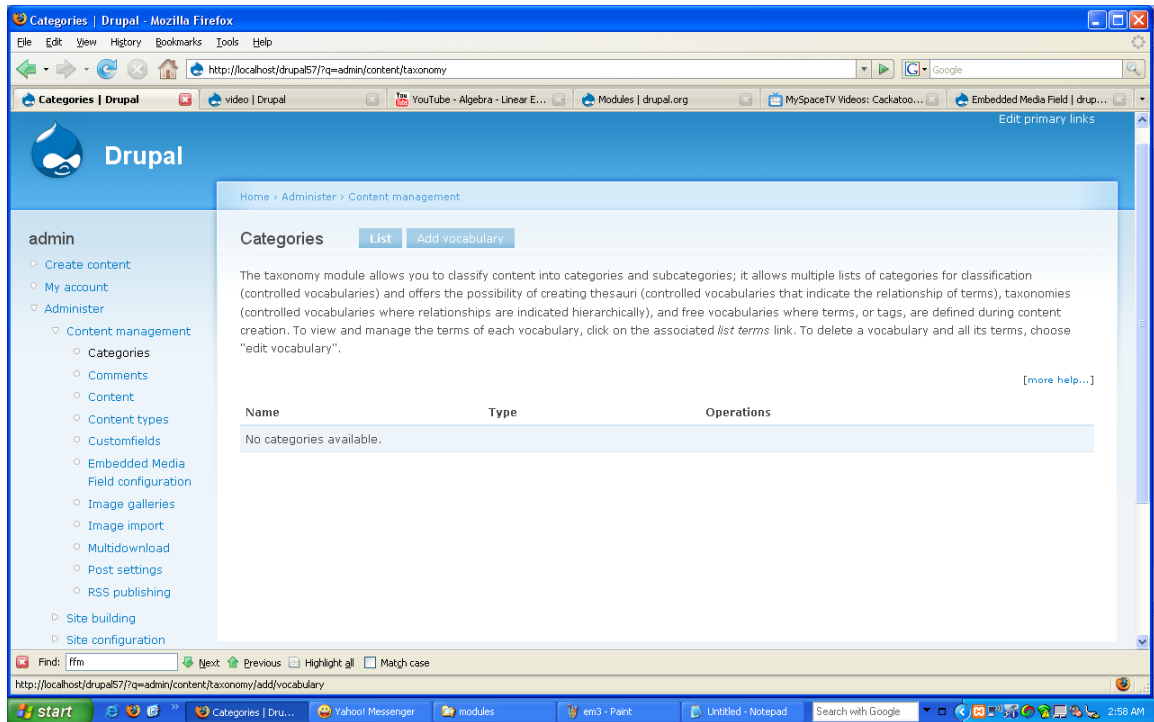 Categories | Drupal - Mozilla Firefox
File Edit View History Bookmarks Tools Help
http://localhost/drupal57/?q=admin/content/taxonomy
G Google
Categories | Drupal
video | Drupal
You Tube YouTube - Algebra - Linear E...
Modules | drupal.org
MySpaceTV Videos: Cackatoo...
Embedded Media Field | drup...
Edit primary links
Drupal
Home › Administer › Content management
admin
Create content
My account
Administer
Content management
Categories
Comments
Content
Content types
Customfields
Embedded Media
Field configuration
Image galleries
Image import
Multidownload
Post settings
RSS publishing
Site building
Site configuration
Categories List Add vocabulary
The taxonomy module allows you to classify content into categories and subcategories; it allows multiple lists of categories for classification
(controlled vocabularies) and offers the possibility of creating thesauri (controlled vocabularies that indicate the relationship of terms), taxonomies
(controlled vocabularies where relationships are indicated hierarchically), and free vocabularies where terms, or tags, are defined during content
creation. To view and manage the terms of each vocabulary, click on the associated list terms link. To delete a vocabulary and all its terms, choose
"edit vocabulary".
[more help...]
Name Type Operations
No categories available.
Find: ffm Next Previous Highlight all Match case
http://localhost/drupal57/?q=admin/content/taxonomy/add/vocabulary
start » Categories | Dru... Yahoo! Messenger modules em3 - Paint Untitled - Notepad Search with Google 2:58 AM